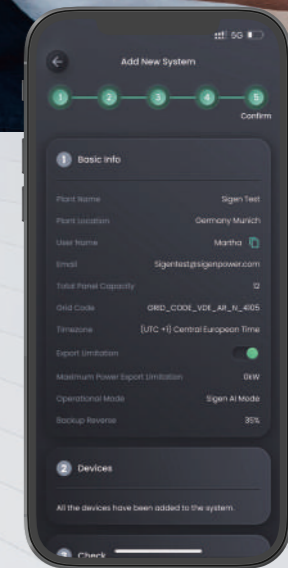 5G
Add New System
1 2 3 4 5
Confirm
1 Basic Info
Plant Name Sigen Test
Plant Location Germany Munich
User Name Martha
Email Sigentest@sigenpower.com
Total Panel Capacity 12
Grid Code GRID_CODE_VDE_AR_N_4105
Timezone (UTC +1) Central European Time
Export Limitation
Maximum Power Export Limitation 0kW
Operational Mode Sigen AI Mode
Backup Reverse 35%
2 Devices
All the devices have been added to the system.
3 Check